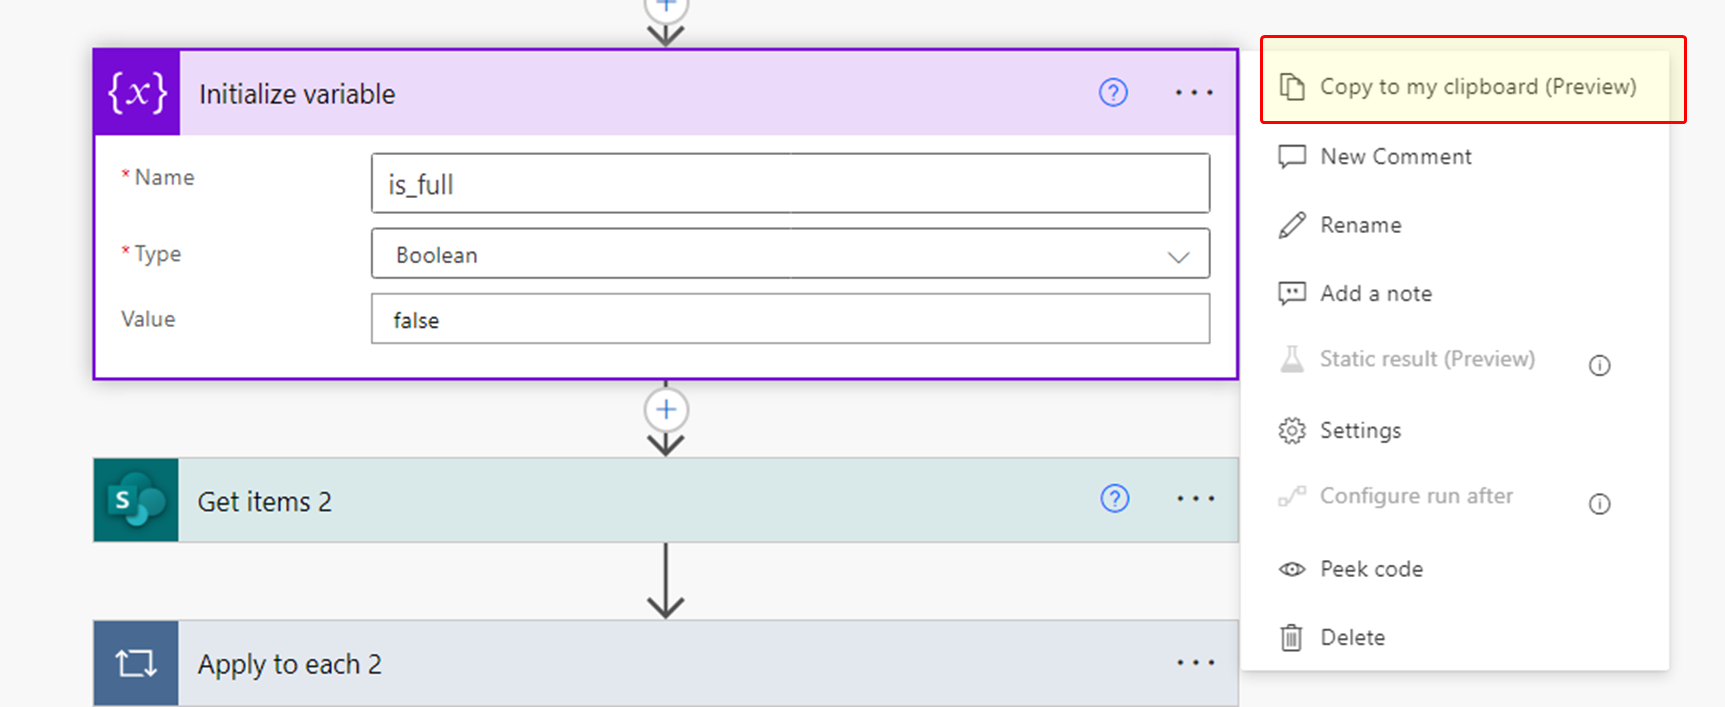 {x} Initialize variable ? ...
* Name is_full
* Type Boolean
Value false
S Get items 2 ? ...
Apply to each 2 ...
Copy to my clipboard (Preview)
New Comment
Rename
Add a note
Static result (Preview)
Settings
Configure run after
Peek code
Delete